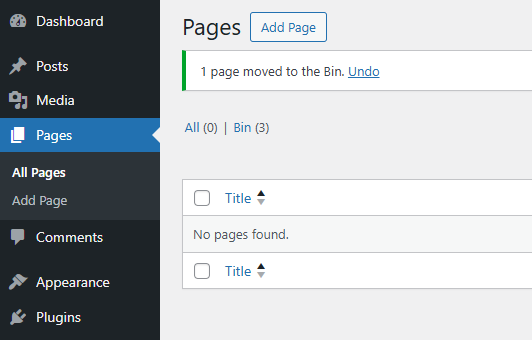 Dashboard
Posts
Media
Pages
All Pages
Add Page
Comments
Appearance
Plugins
Pages Add Page
1 page moved to the Bin. Undo
All (0) | Bin (3)
Title
No pages found.
Title